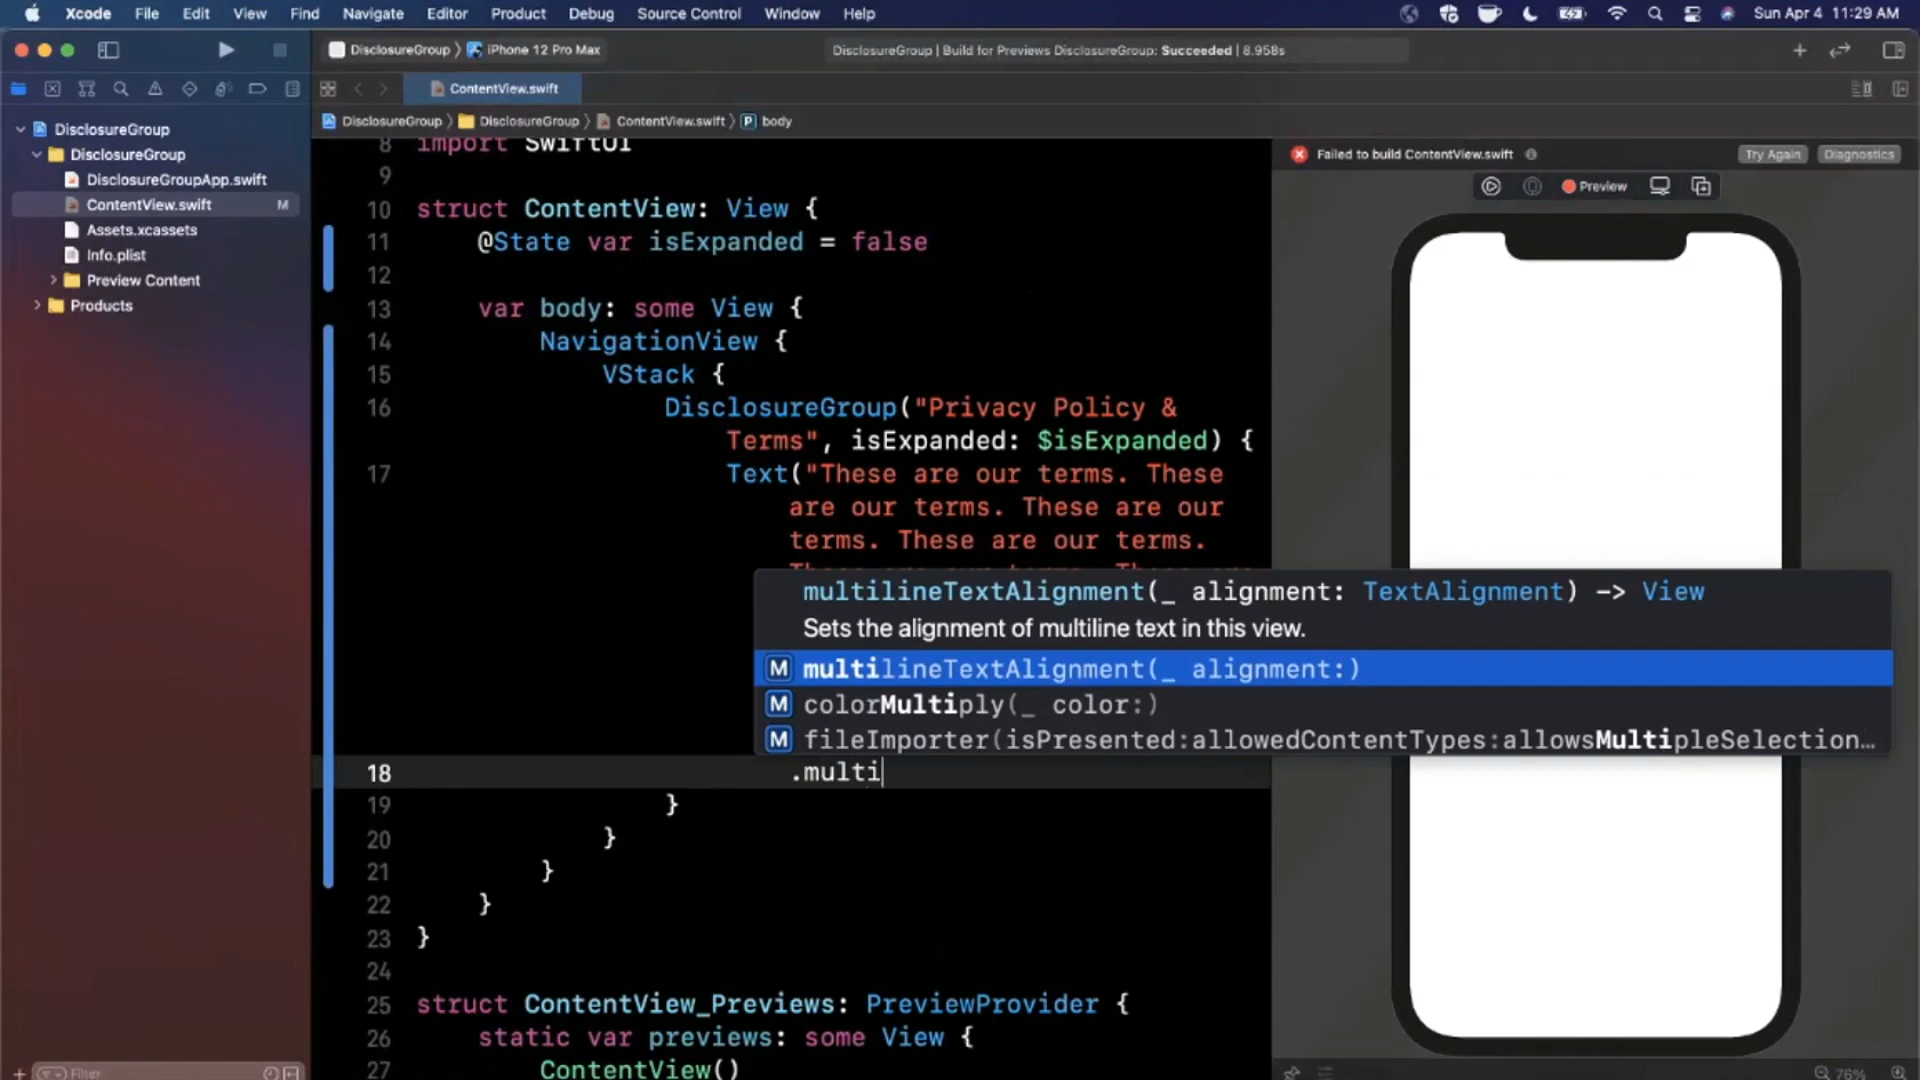 Xcode File Edit View Find Navigate Editor Product Debug Source Control Window Help Sun Apr 4 11:29 AM
DisclosureGroup iPhone 12 Pro Max DisclosureGroup | Build for Previews DisclosureGroup: Succeeded | 8.958s
ContentView.swift
DisclosureGroup DisclosureGroup ContentView.swift P body
DisclosureGroup
DisclosureGroup
DisclosureGroupApp.swift
ContentView.swift M
Assets.xcassets
Info.plist
Preview Content
Products
Filter
8 import SwiftUI
9
10 struct ContentView: View {
11 @State var isExpanded = false
12
13 var body: some View {
14 NavigationView {
15 VStack {
16 DisclosureGroup("Privacy Policy &
Terms", isExpanded: $isExpanded) {
17 Text("These are our terms. These
are our terms. These are our
terms. These are our terms.
multilineTextAlignment(_ alignment: TextAlignment) -> View
Sets the alignment of multiline text in this view.
M multilineTextAlignment(_ alignment:)
M colorMultiply(_ color:)
M fileImporter(isPresented:allowedContentTypes:allowsMultipleSelection…
18 .multi
19 }
20 }
21 }
22 }
23 }
24
25 struct ContentView_Previews: PreviewProvider {
26 static var previews: some View {
27 ContentView()
Failed to build ContentView.swift Try Again Diagnostics
Preview
76%